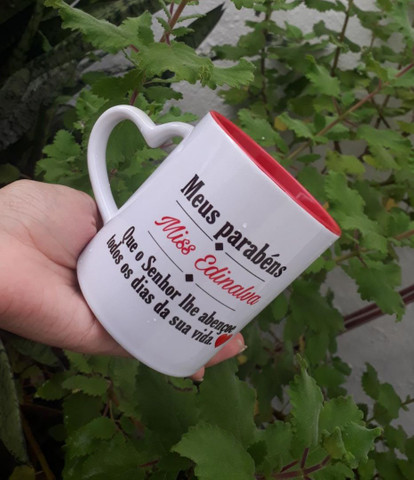 Meus parabéns
Miss Edinalva
Que o Senhor lhe abençoe
todos os dias da sua vida